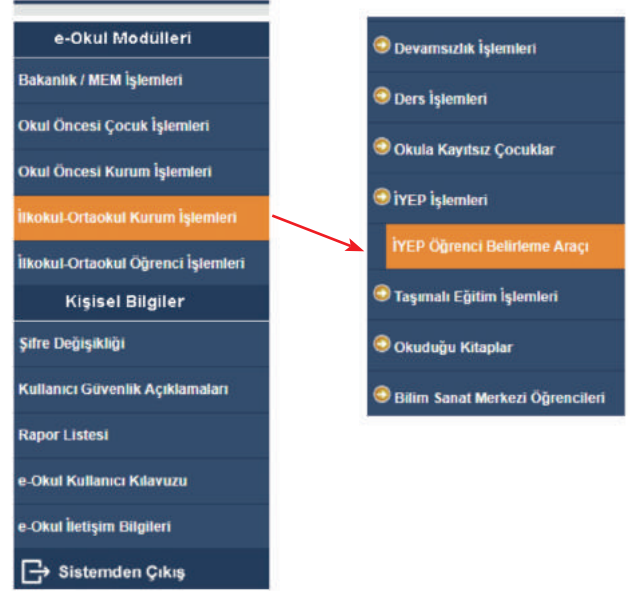 e-Okul Modülleri
Bakanlık / MEM İşlemleri
Okul Öncesi Çocuk İşlemleri
Okul Öncesi Kurum İşlemleri
İlkokul-Ortaokul Kurum İşlemleri
İlkokul-Ortaokul Öğrenci İşlemleri
Kişisel Bilgiler
Şifre Değişikliği
Kullanıcı Güvenlik Açıklamaları
Rapor Listesi
e-Okul Kullanıcı Kılavuzu
e-Okul İletişim Bilgileri
Sistemden Çıkış
Devamsızlık İşlemleri
Ders İşlemleri
Okula Kayıtsız Çocuklar
İYEP İşlemleri
İYEP Öğrenci Belirleme Aracı
Taşımalı Eğitim İşlemleri
Okuduğu Kitaplar
Bilim Sanat Merkezi Öğrencileri